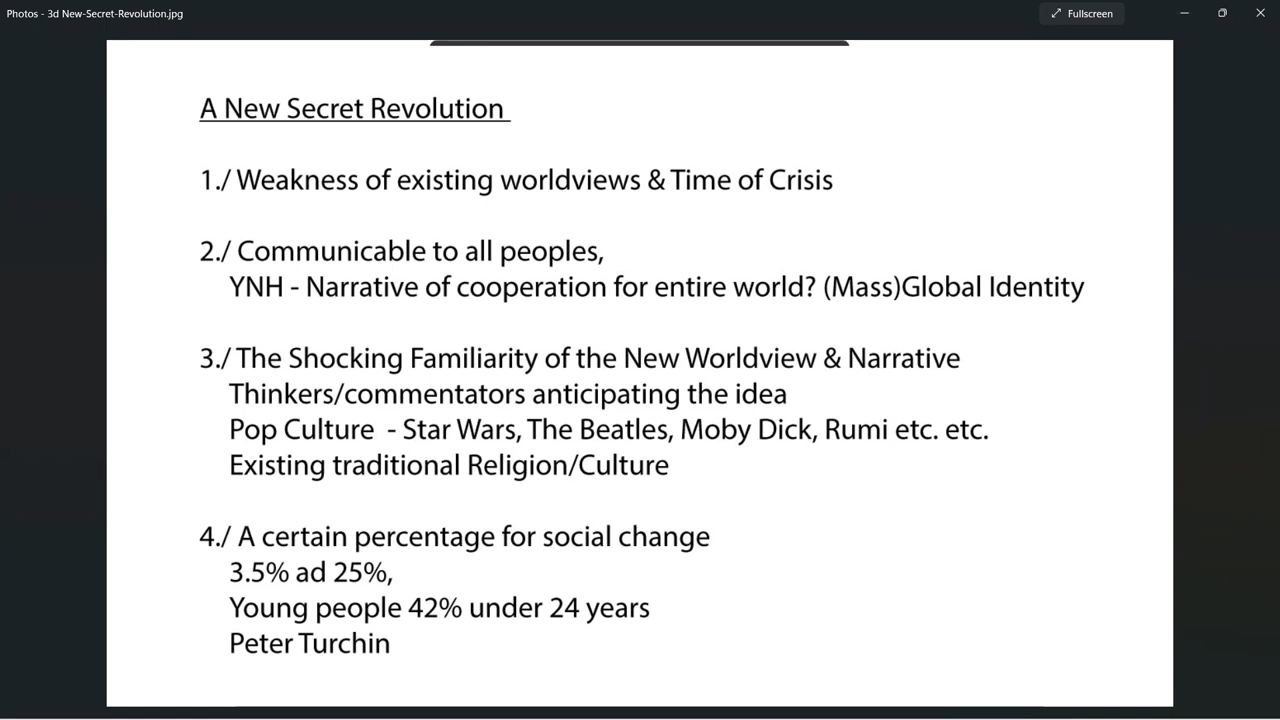 Photos - 3d New-Secret-Revolution.jpg
Fullscreen
A New Secret Revolution
1./ Weakness of existing worldviews & Time of Crisis
2./ Communicable to all peoples,
YNH - Narrative of cooperation for entire world? (Mass)Global Identity
3./ The Shocking Familiarity of the New Worldview & Narrative
Thinkers/commentators anticipating the idea
Pop Culture - Star Wars, The Beatles, Moby Dick, Rumi etc. etc.
Existing traditional Religion/Culture
4./ A certain percentage for social change
3.5% ad 25%,
Young people 42% under 24 years
Peter Turchin